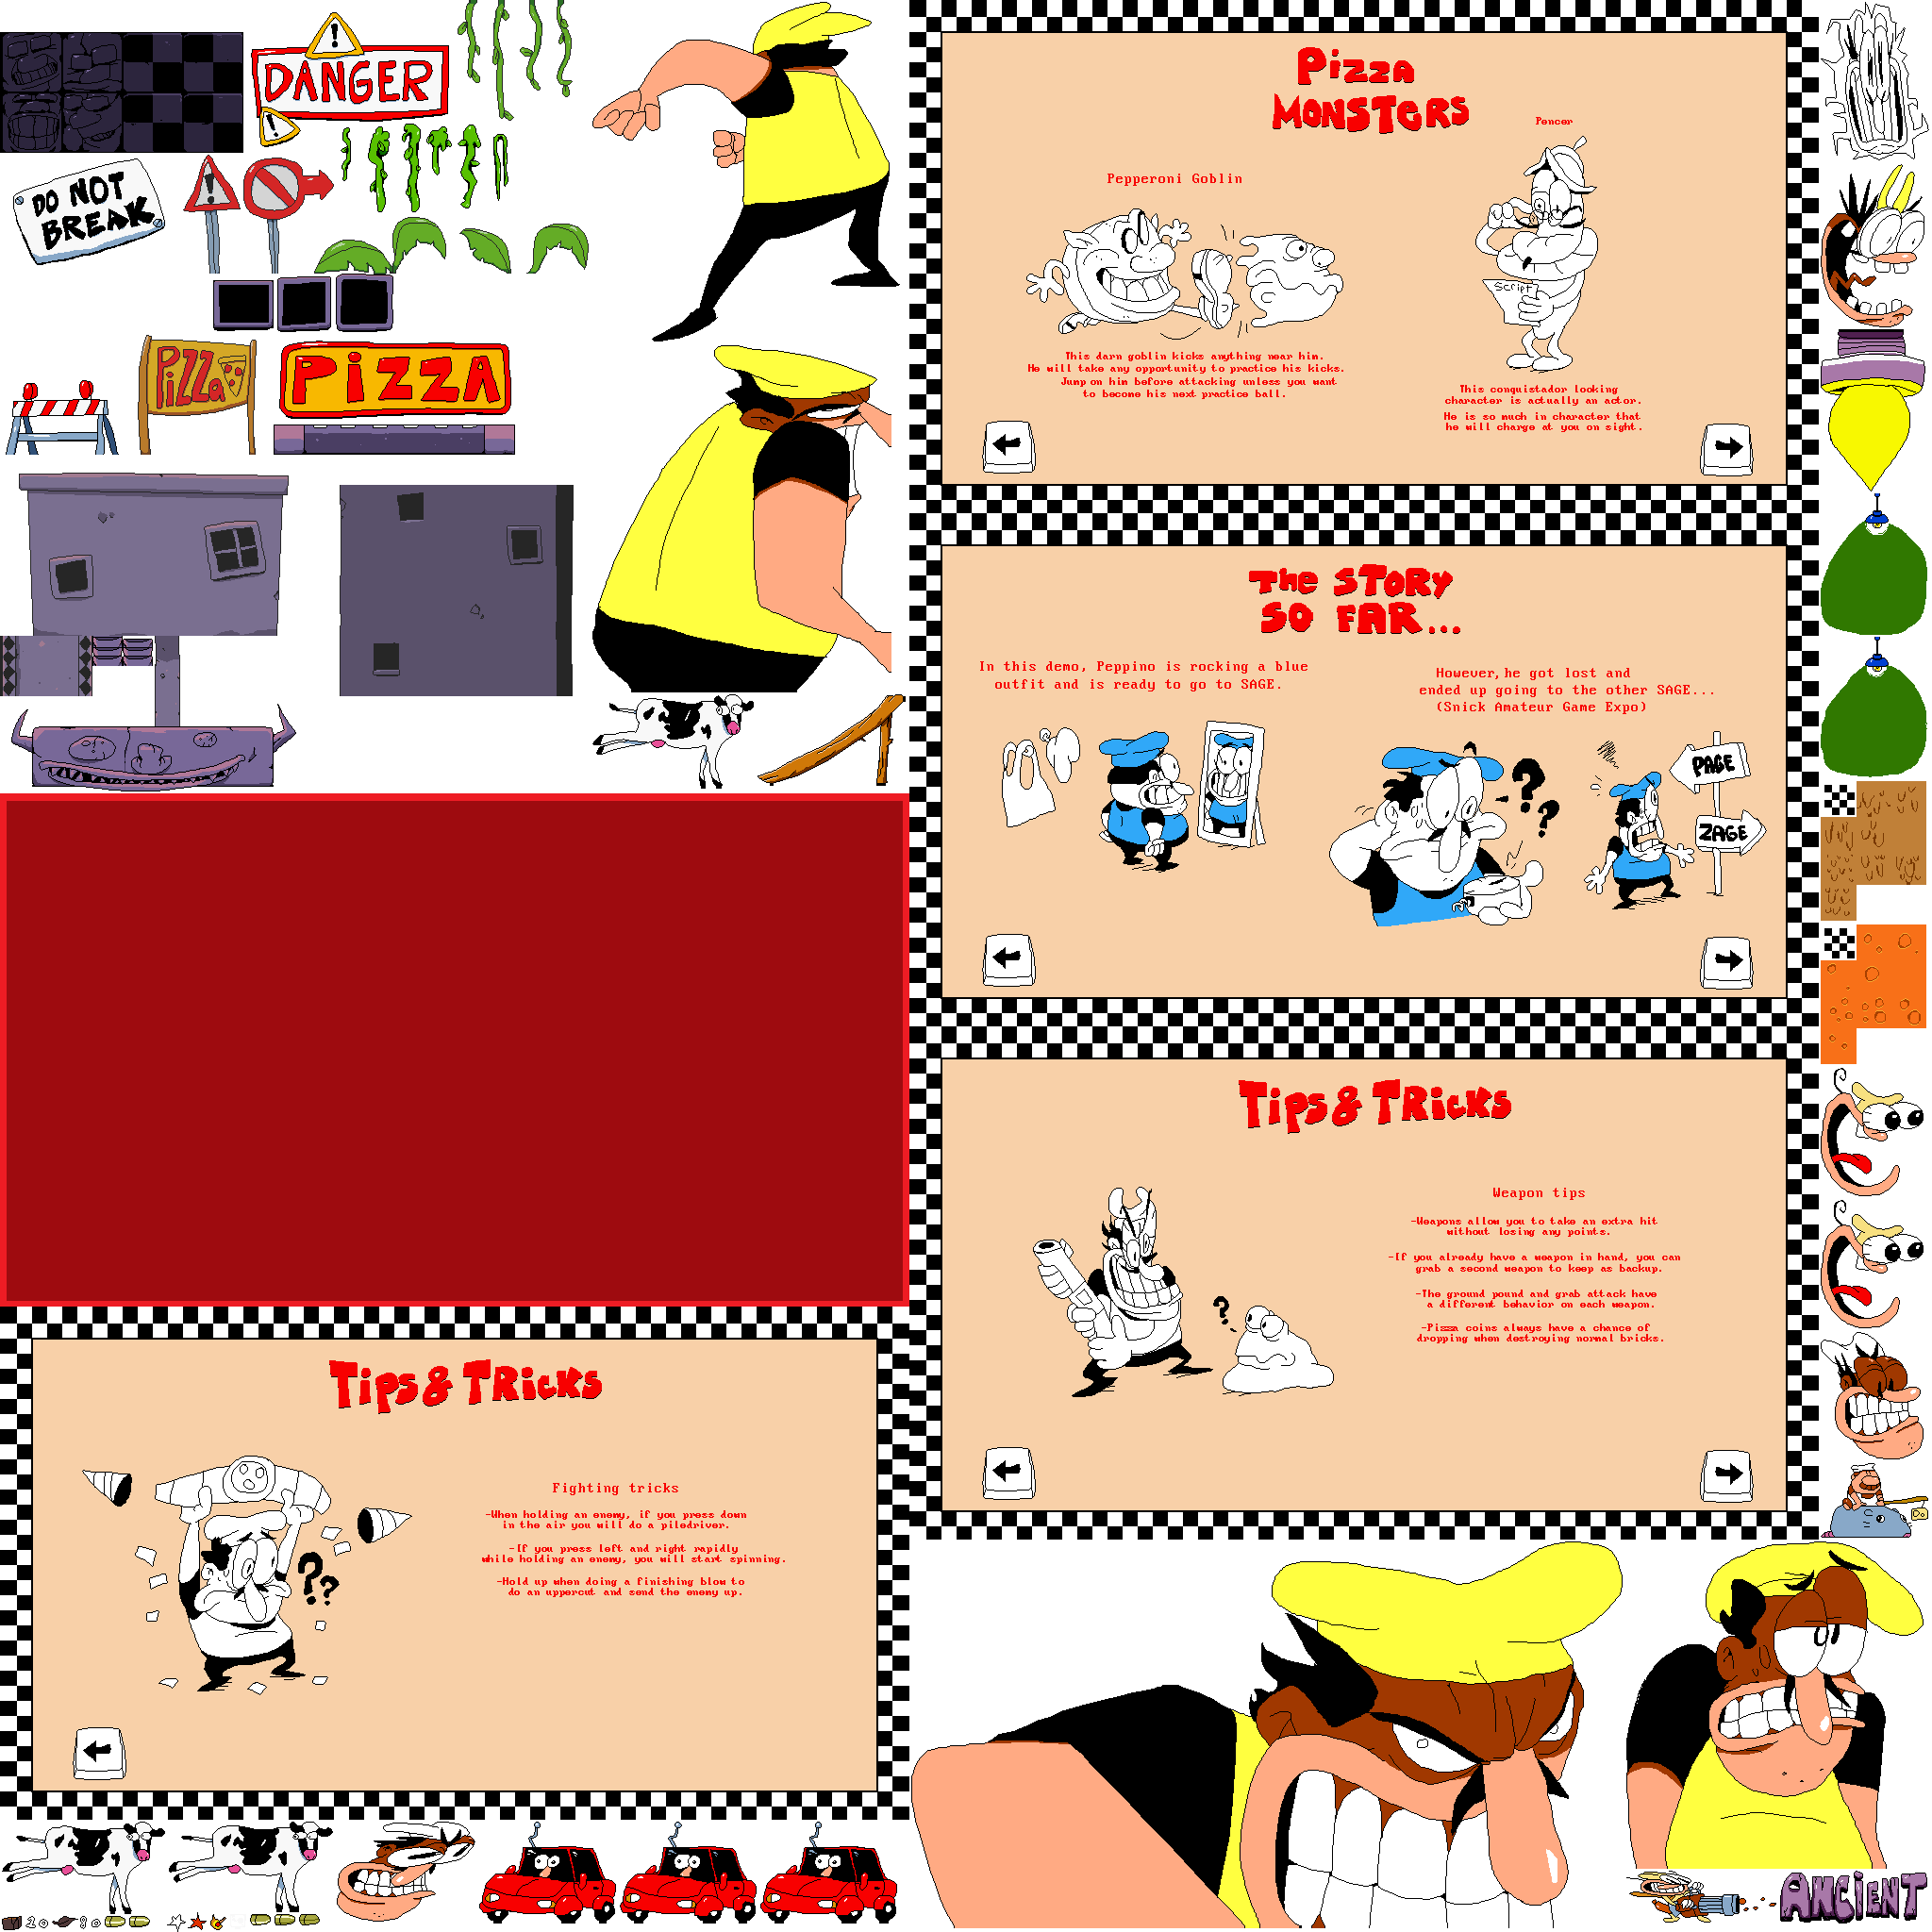 DANGER
DO NOT
BREAK
PIZZA
PIZZA
Pizza
MONSTERS
Fencer
Pepperoni Goblin
Script
This darn goblin kicks anything near him.
He will take any opportunity to practice his kicks.
Jump on him before attacking unless you want
to become his next practice ball.
This conquistador looking
character is actually an actor.
He is so much in character that
he will charge at you on sight.
The STORY
SO FAR...
In this demo, Peppino is rocking a blue
outfit and is ready to go to SAGE.
However,he got lost and
ended up going to the other SAGE...
(Snick Amateur Game Expo)
??
PAGE
ZAGE
Tips & TRicks
Weapon tips
-Weapons allow you to take an extra hit
without losing any points.
-If you already have a weapon in hand, you can
grab a second weapon to keep as backup.
-The ground pound and grab attack have
a different behavior on each weapon.
-Pizza coins always have a chance of
dropping when destroying normal bricks.
?
Tips & TRicks
Fighting tricks
-When holding an enemy, if you press down
in the air you will do a piledriver.
-If you press left and right rapidly
while holding an enemy, you will start spinning.
-Hold up when doing a finishing blow to
do an uppercut and send the enemy up.
??
ANCIENT